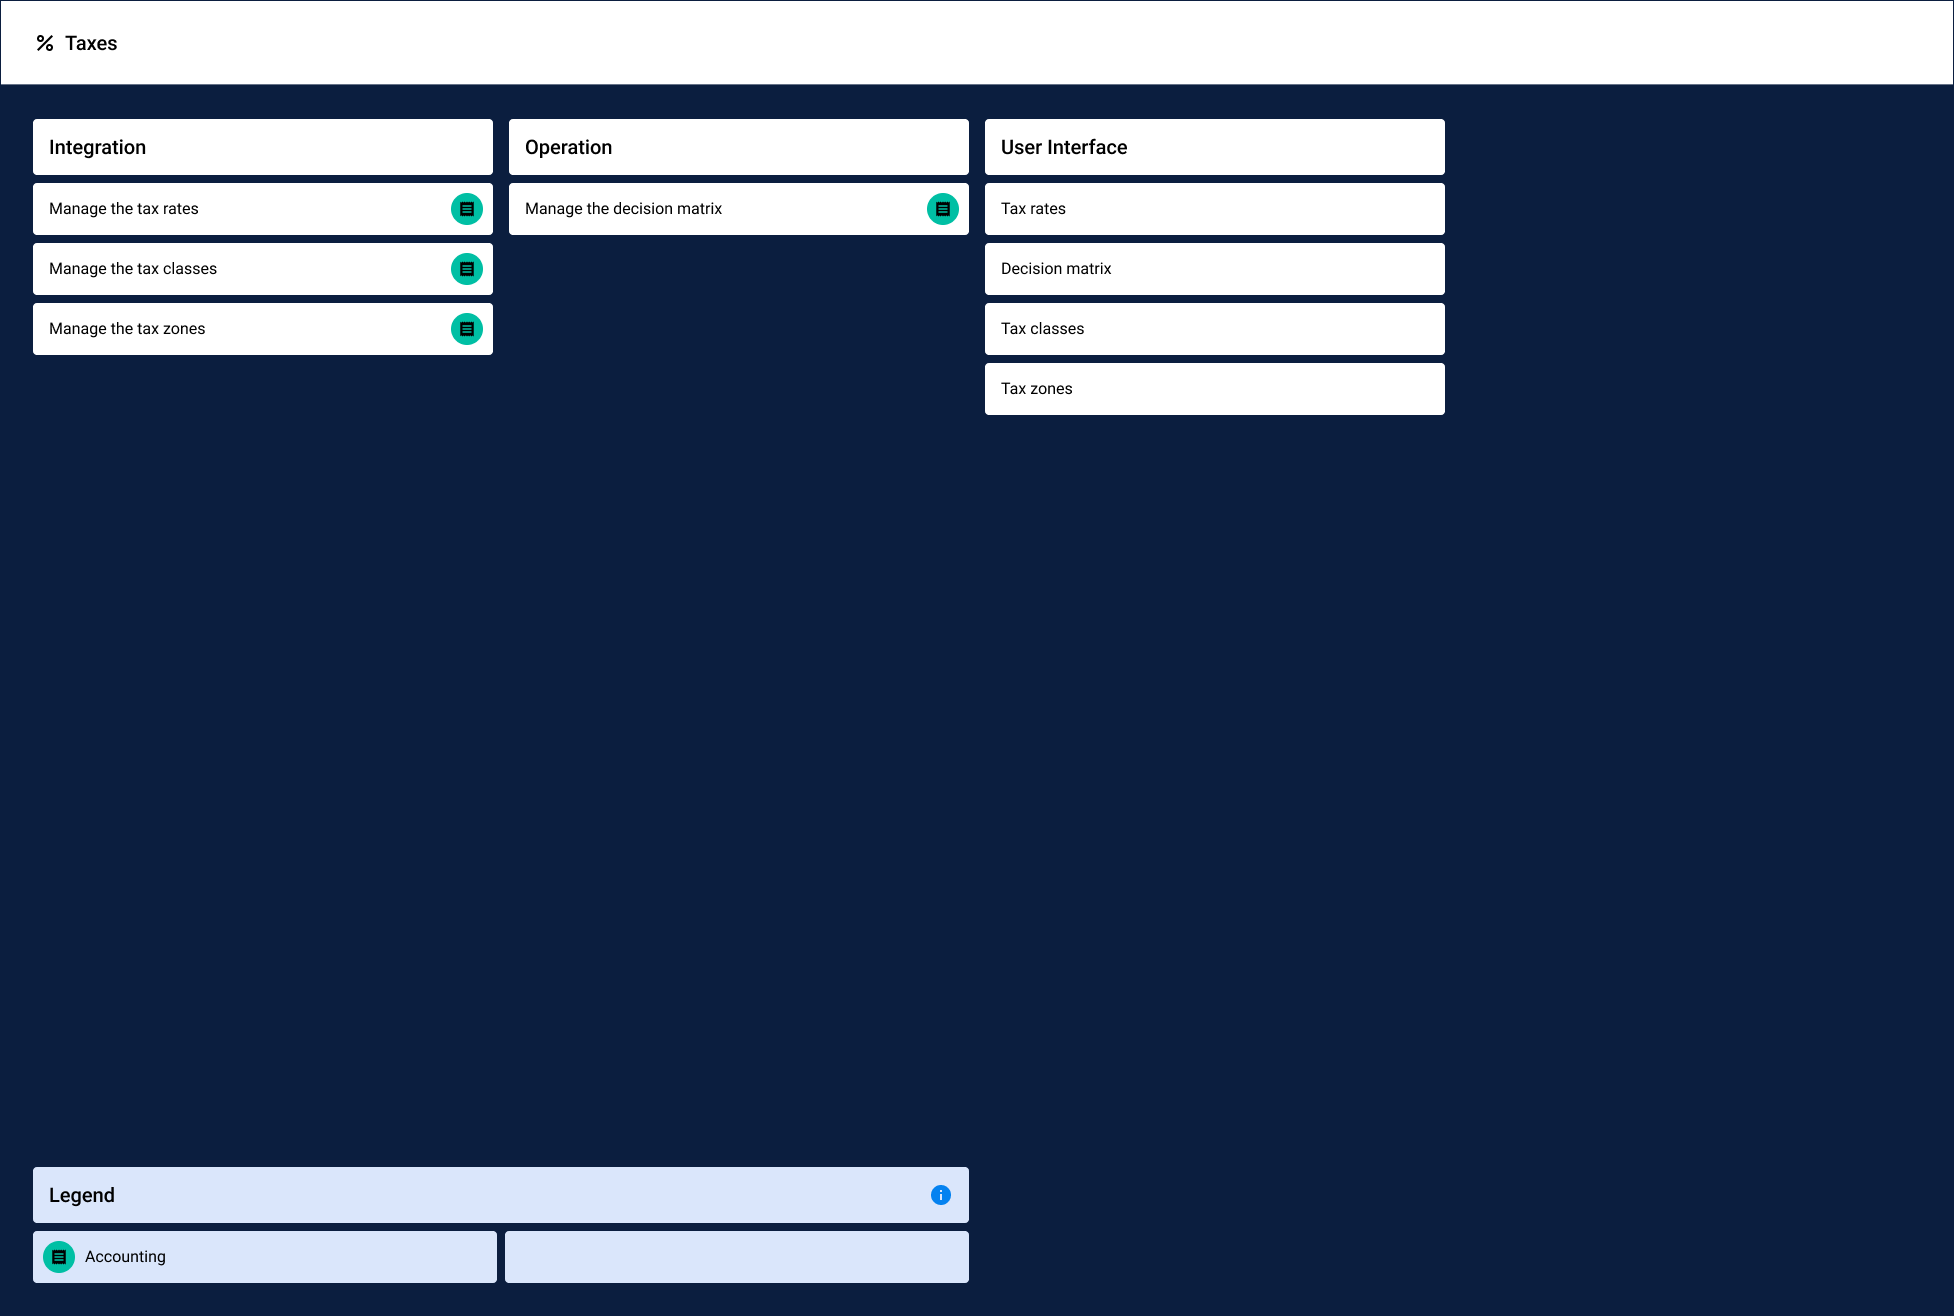 Taxes
Integration
Manage the tax rates
Manage the tax classes
Manage the tax zones
Operation
Manage the decision matrix
User Interface
Tax rates
Decision matrix
Tax classes
Tax zones
Legend
Accounting